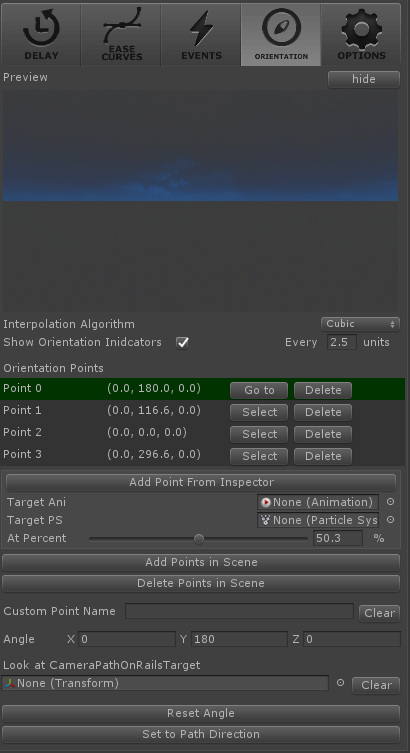 DELAY EASE CURVES EVENTS ORIENTATION OPTIONS
Preview hide
Interpolation Algorithm Cubic
Show Orientation Inidcators Every 2.5 units
Orientation Points
Point 0 (0.0, 180.0, 0.0) Go to Delete
Point 1 (0.0, 116.6, 0.0) Select Delete
Point 2 (0.0, 0.0, 0.0) Select Delete
Point 3 (0.0, 296.6, 0.0) Select Delete
Add Point From Inspector
Target Ani None (Animation)
Target PS None (Particle Sys
At Percent 50.3 %
Add Points in Scene
Delete Points in Scene
Custom Point Name Clear
Angle X 0 Y 180 Z 0
Look at CameraPathOnRailsTarget
None (Transform) Clear
Reset Angle
Set to Path Direction